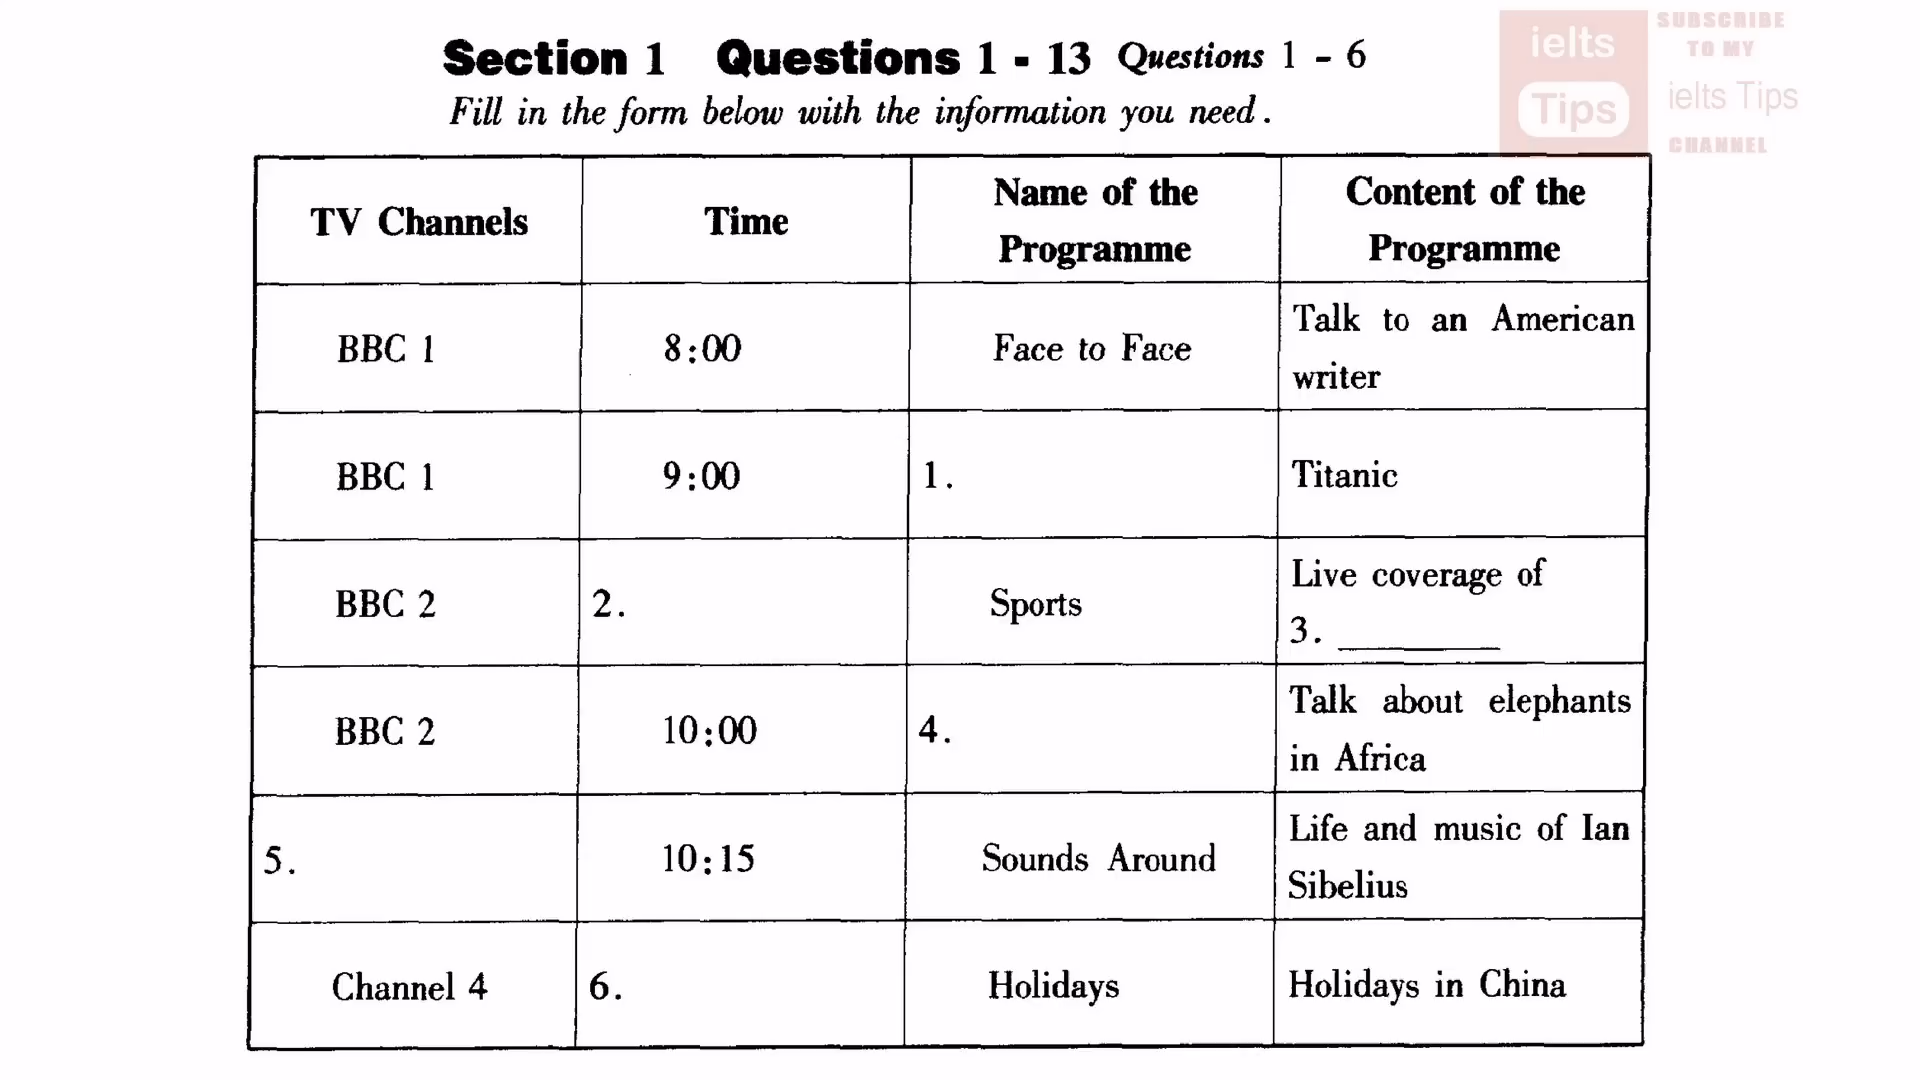 Section 1 Questions 1 - 13 Questions 1 - 6
Fill in the form below with the information you need.
ielts
Tips
SUBSCRIBE
TO MY
ielts Tips
CHANNEL
TV Channels
Time
Name of the
Programme
Content of the
Programme
BBC 1
8:00
Face to Face
Talk to an American
writer
BBC 1
9:00
1.
Titanic
BBC 2
2.
Sports
Live coverage of
3. ________
BBC 2
10:00
4.
Talk about elephants
in Africa
5.
10:15
Sounds Around
Life and music of Ian
Sibelius
Channel 4
6.
Holidays
Holidays in China